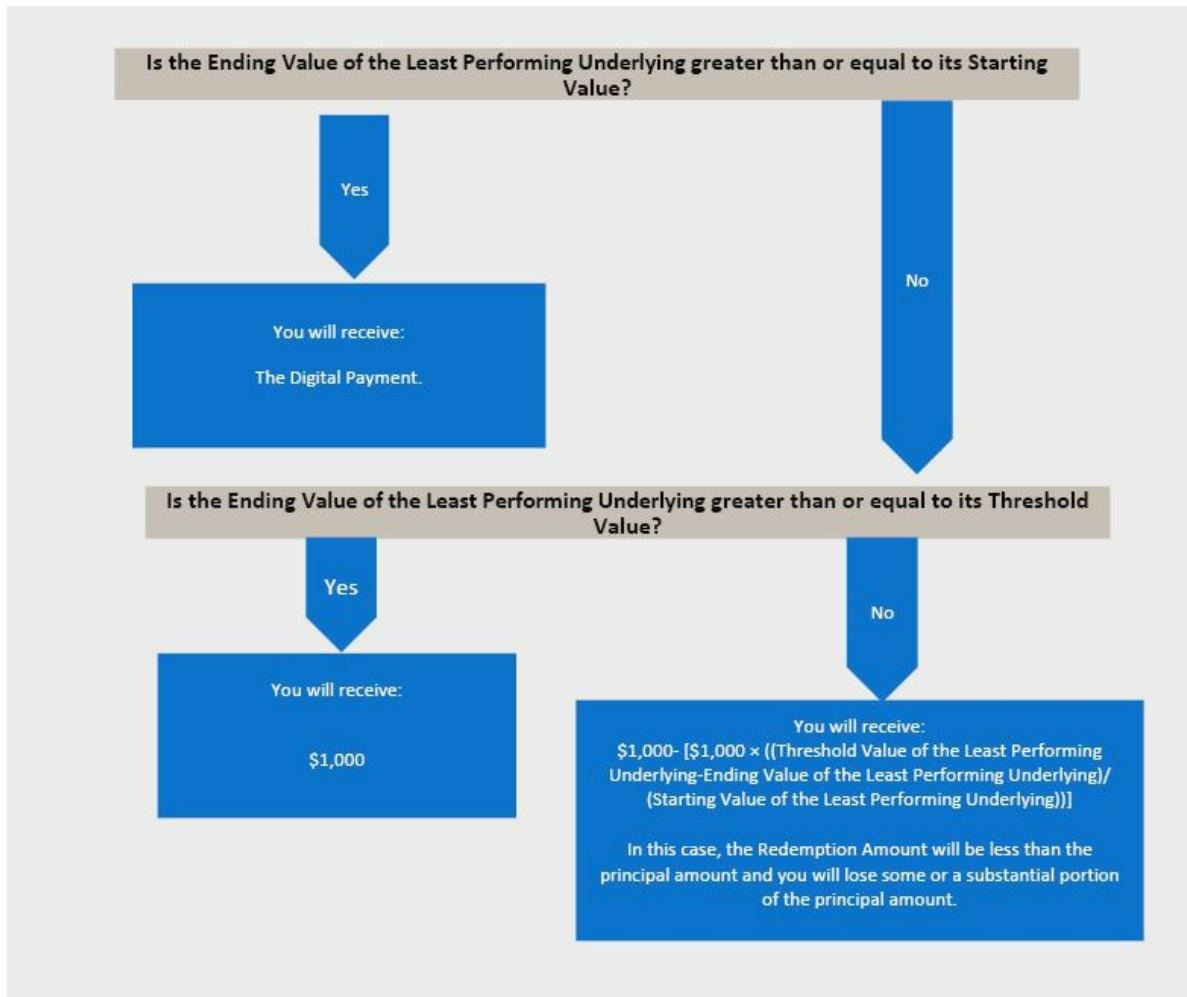 Is the Ending Value of the Least Performing Underlying greater than or equal to its Starting
Value?
Yes
No
You will receive:
The Digital Payment.
Is the Ending Value of the Least Performing Underlying greater than or equal to its Threshold
Value?
Yes
No
You will receive:
$1,000
You will receive:
$1,000- [$1,000 × ((Threshold Value of the Least Performing
Underlying-Ending Value of the Least Performing Underlying)/
(Starting Value of the Least Performing Underlying))]
In this case, the Redemption Amount will be less than the
principal amount and you will lose some or a substantial portion
of the principal amount.